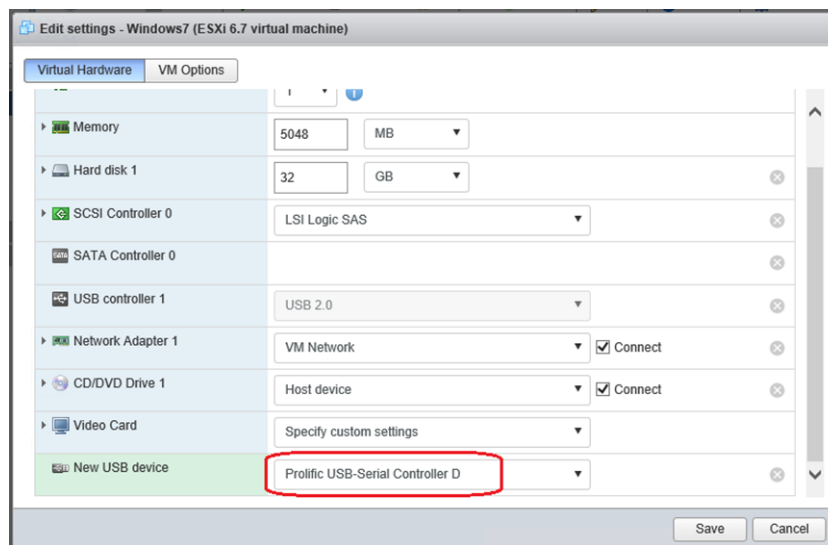 Edit settings - Windows7 (ESXi 6.7 virtual machine)
Virtual Hardware VM Options
Memory 5048 MB
Hard disk 1 32 GB
SCSI Controller 0 LSI Logic SAS
SATA Controller 0
USB controller 1 USB 2.0
Network Adapter 1 VM Network Connect
CD/DVD Drive 1 Host device Connect
Video Card Specify custom settings
New USB device Prolific USB-Serial Controller D
Save Cancel